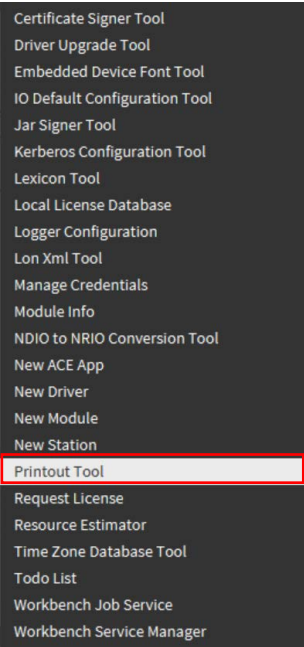 Certificate Signer Tool
Driver Upgrade Tool
Embedded Device Font Tool
IO Default Configuration Tool
Jar Signer Tool
Kerberos Configuration Tool
Lexicon Tool
Local License Database
Logger Configuration
Lon Xml Tool
Manage Credentials
Module Info
NDIO to NRIO Conversion Tool
New ACE App
New Driver
New Module
New Station
Printout Tool
Request License
Resource Estimator
Time Zone Database Tool
Todo List
Workbench Job Service
Workbench Service Manager